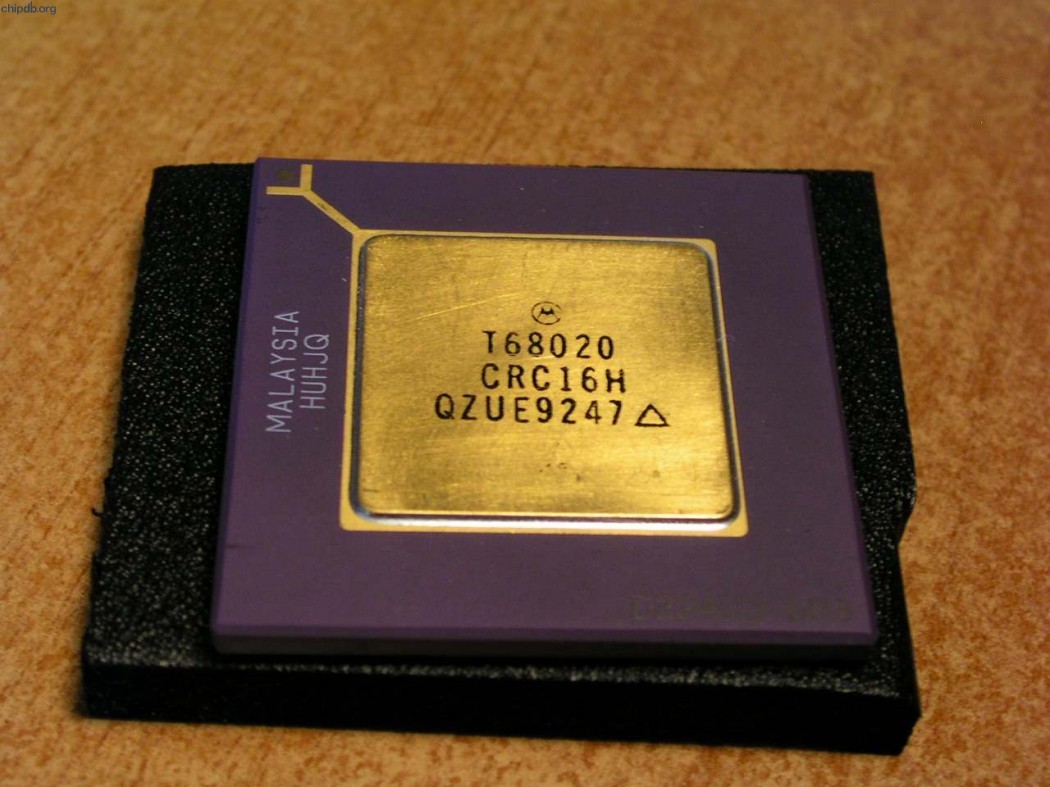 chipdb.org
T68020
CRC16H
QZUE9247
MALAYSIA
HUHJQ